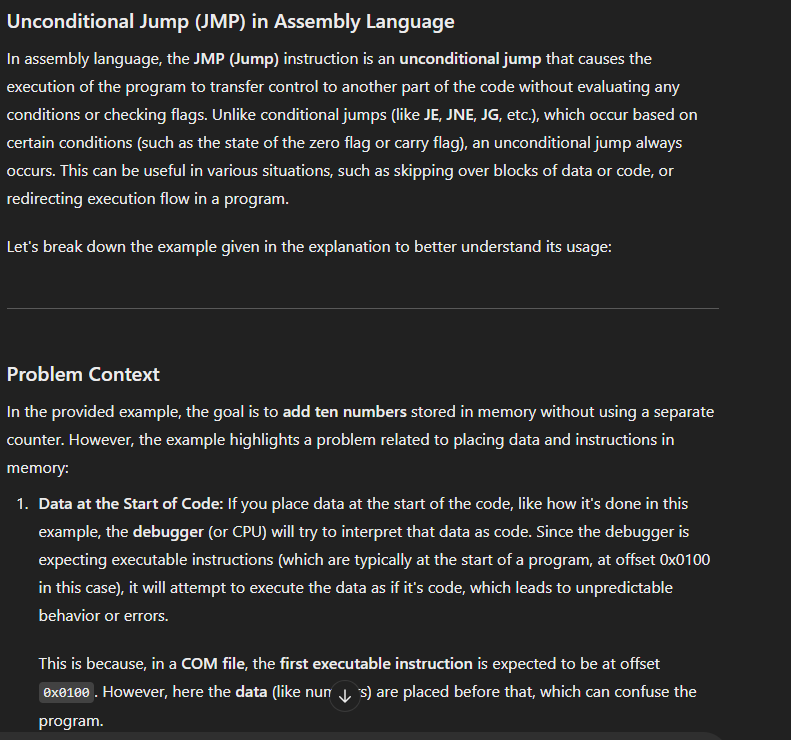 Unconditional Jump (JMP) in Assembly Language
In assembly language, the JMP (Jump) instruction is an unconditional jump that causes the
execution of the program to transfer control to another part of the code without evaluating any
conditions or checking flags. Unlike conditional jumps (like JE, JNE, JG, etc.), which occur based on
certain conditions (such as the state of the zero flag or carry flag), an unconditional jump always
occurs. This can be useful in various situations, such as skipping over blocks of data or code, or
redirecting execution flow in a program.
Let's break down the example given in the explanation to better understand its usage:
Problem Context
In the provided example, the goal is to add ten numbers stored in memory without using a separate
counter. However, the example highlights a problem related to placing data and instructions in
memory:
1. Data at the Start of Code: If you place data at the start of the code, like how it's done in this
example, the debugger (or CPU) will try to interpret that data as code. Since the debugger is
expecting executable instructions (which are typically at the start of a program, at offset 0x0100
in this case), it will attempt to execute the data as if it's code, which leads to unpredictable
behavior or errors.
This is because, in a COM file, the first executable instruction is expected to be at offset
0x0100. However, here the data (like are placed before that, which can confuse the
program.